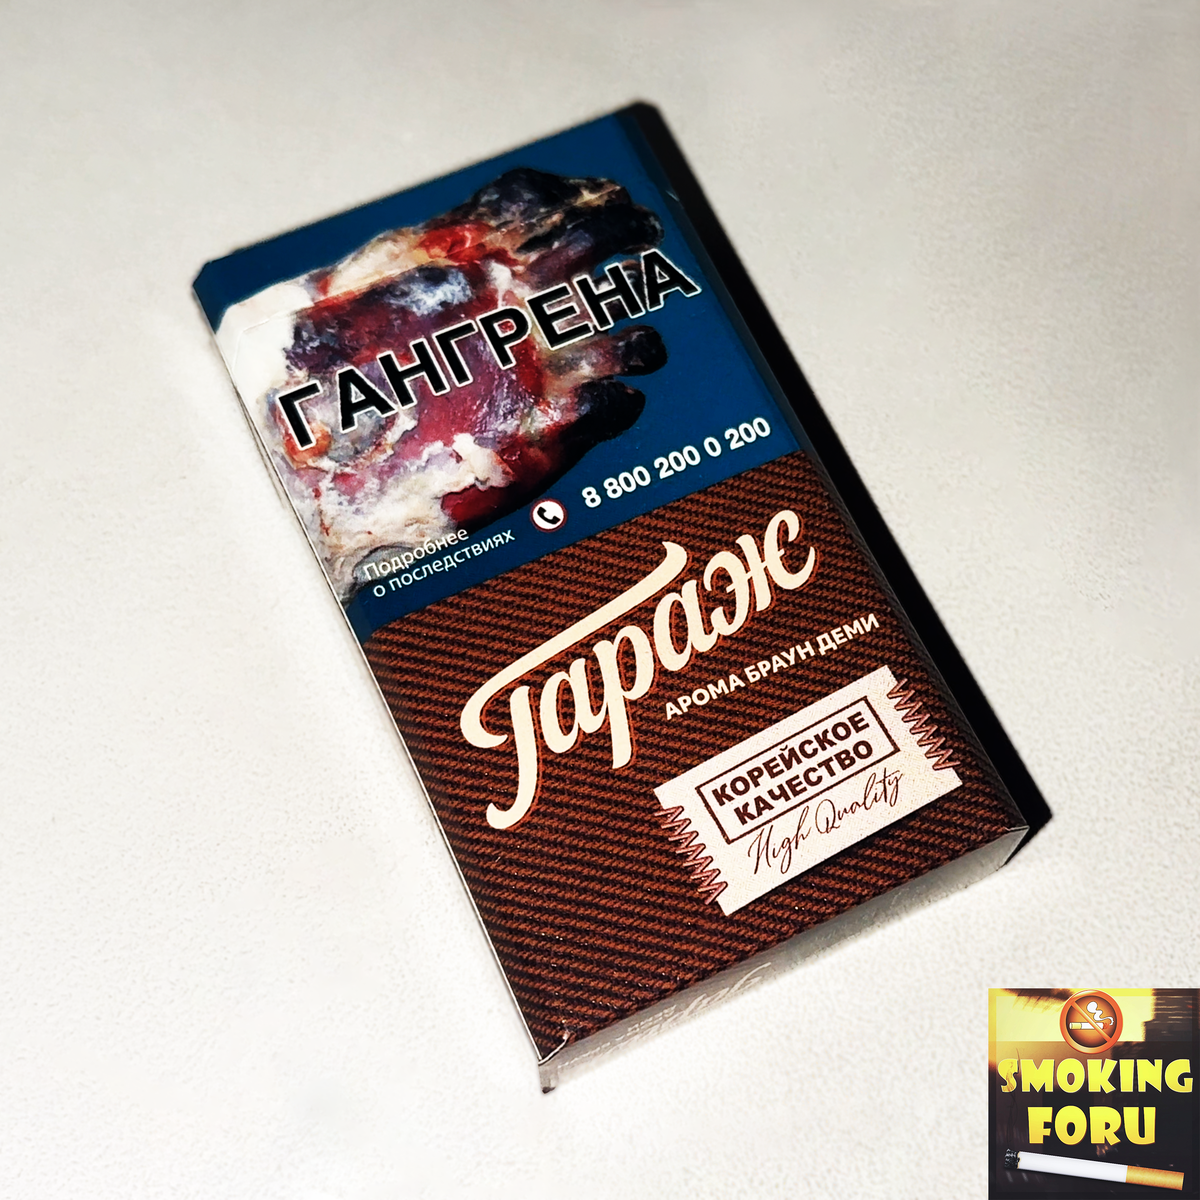 ГАНГРЕНА
Подробнее
о последствиях
8 800 200 0 200
Гараж
АРОМА БРАУН ДЕМИ
КОРЕЙСКОЕ
КАЧЕСТВО
High Quality
SMOKING
FORU